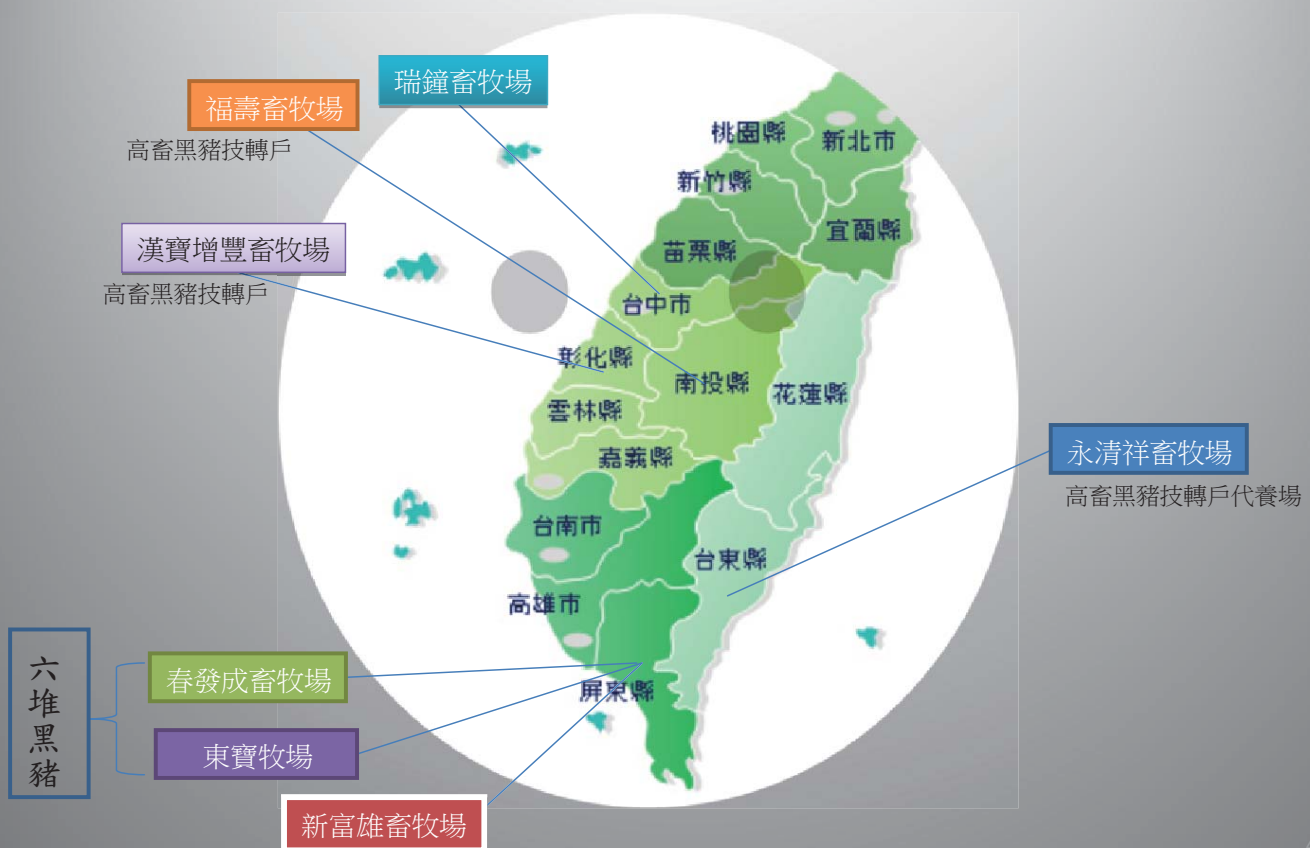 瑞鐘畜牧場
福壽畜牧場
高畜黑豬技轉戶
漢寶增豐畜牧場
高畜黑豬技轉戶
桃園縣
新北市
新竹縣
宜蘭縣
苗栗縣
台中市
彰化縣
南投縣
花蓮縣
雲林縣
嘉義縣
永清祥畜牧場
高畜黑豬技轉戶代養場
台南市
台東縣
高雄市
屏東縣
六堆黑豬
春發成畜牧場
東寶牧場
新富雄畜牧場